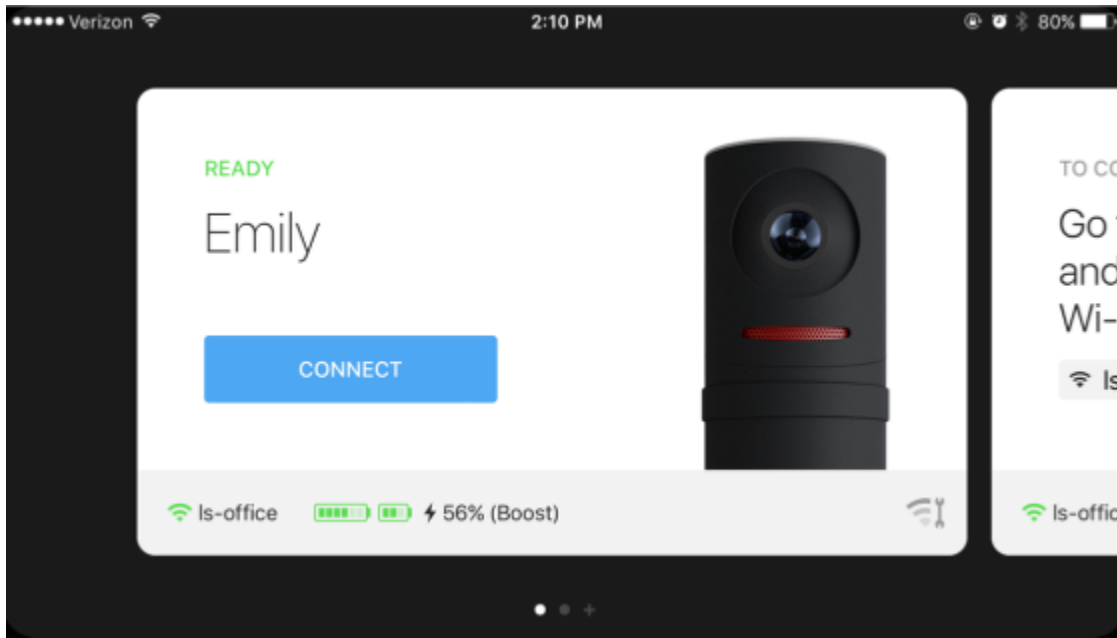 Verizon 2:10 PM 80%
READY
Emily
CONNECT
ls-office 56% (Boost)
TO CO
Go
and
Wi-
ls
ls-offic